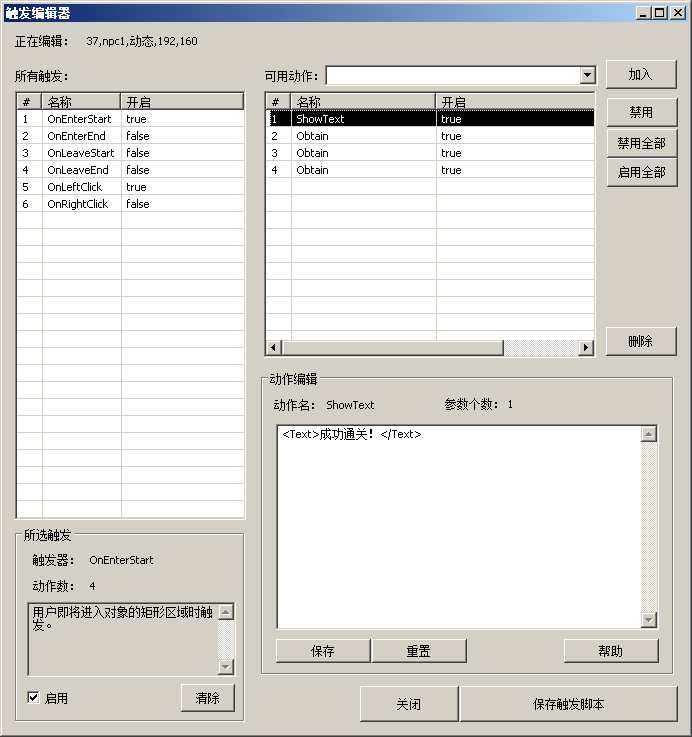 触发编辑器
正在编辑： 37,npc1,动态,192,160
所有触发：
# 名称 开启
1 OnEnterStart true
2 OnEnterEnd false
3 OnLeaveStart false
4 OnLeaveEnd false
5 OnLeftClick true
6 OnRightClick false
可用动作： 加入
# 名称 开启
1 ShowText true
2 Obtain true
3 Obtain true
4 Obtain true
禁用
禁用全部
启用全部
删除
动作编辑
动作名： ShowText 参数个数： 1
<Text>成功通关！</Text>
保存 重置 帮助
所选触发
触发器： OnEnterStart
动作数： 4
用户即将进入对象的矩形区域时触
发。
启用 清除
关闭 保存触发脚本